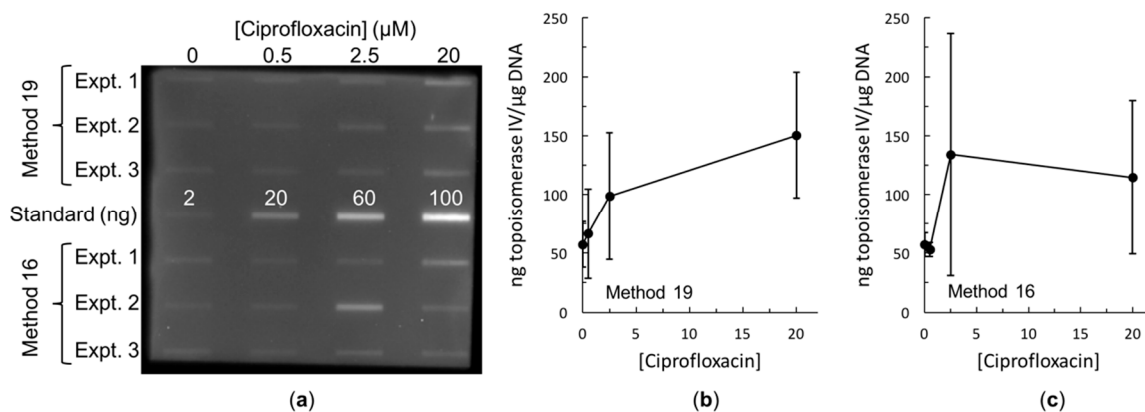 [Ciprofloxacin] (µM)
0 0.5 2.5 20
Method 19
Expt. 1
Expt. 2
Expt. 3
Standard (ng)
2 20 60 100
Method 16
Expt. 1
Expt. 2
Expt. 3
(a)
ng topoisomerase IV/µg DNA
250
200
150
100
50
0
Method 19
0 5 10 15 20
[Ciprofloxacin]
(b)
ng topoisomerase IV/µg DNA
250
200
150
100
50
0
Method 16
0 5 10 15 20
[Ciprofloxacin]
(c)